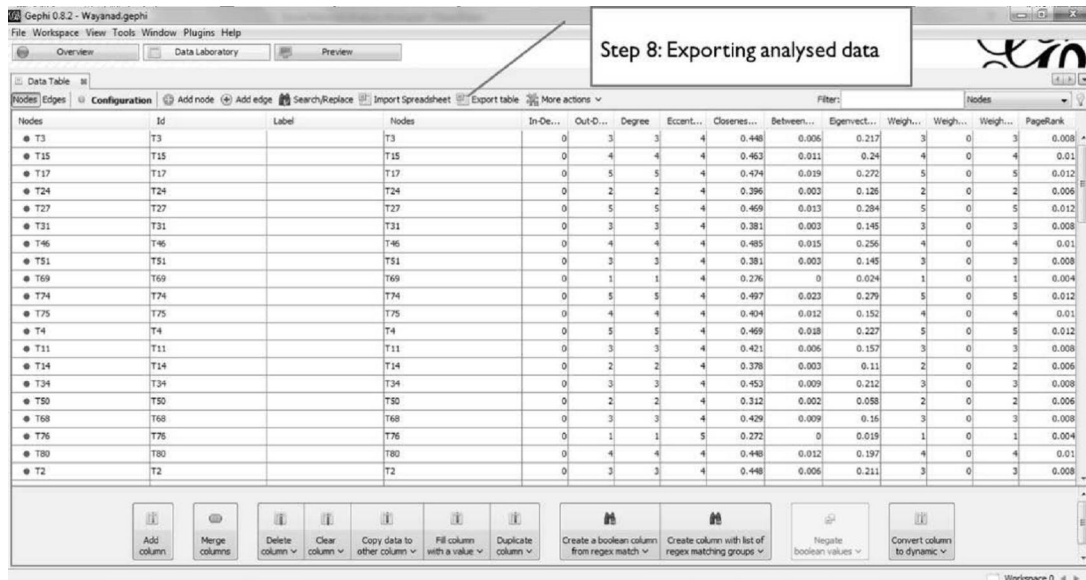 Gephi 0.8.2 - Wayanad.gephi
File Workspace View Tools Window Plugins Help
Overview Data Laboratory Preview
Step 8: Exporting analysed data
Data Table
Nodes Edges Configuration Add node Add edge Search/Replace Import Spreadsheet Export table More actions Filter: Nodes
Nodes Id Label Nodes In-De... Out-D... Degree Eccent... Closenes... Between... Eigenvect... Weigh... Weigh... Weigh... PageRank
T3 T3 T3 0 3 3 4 0.448 0.006 0.217 3 0 3 0.008
T15 T15 T15 0 4 4 4 0.463 0.011 0.24 4 0 4 0.01
T17 T17 T17 0 5 5 4 0.474 0.019 0.272 5 0 5 0.012
T24 T24 T24 0 2 2 4 0.396 0.003 0.126 2 0 2 0.006
T27 T27 T27 0 5 5 4 0.469 0.013 0.284 5 0 5 0.012
T31 T31 T31 0 3 3 4 0.381 0.003 0.145 3 0 3 0.008
T46 T46 T46 0 4 4 4 0.485 0.015 0.256 4 0 4 0.01
T51 T51 T51 0 3 3 4 0.381 0.003 0.145 3 0 3 0.008
T69 T69 T69 0 1 1 4 0.276 0 0.024 1 0 1 0.004
T74 T74 T74 0 5 5 4 0.497 0.023 0.279 5 0 5 0.012
T75 T75 T75 0 4 4 4 0.404 0.012 0.152 4 0 4 0.01
T4 T4 T4 0 5 5 4 0.469 0.018 0.227 5 0 5 0.012
T11 T11 T11 0 3 3 4 0.421 0.006 0.157 3 0 3 0.008
T14 T14 T14 0 2 2 4 0.378 0.003 0.11 2 0 2 0.006
T34 T34 T34 0 3 3 4 0.453 0.009 0.212 3 0 3 0.008
T50 T50 T50 0 2 2 4 0.312 0.002 0.058 2 0 2 0.006
T68 T68 T68 0 3 3 4 0.429 0.009 0.16 3 0 3 0.008
T76 T76 T76 0 1 1 5 0.272 0 0.019 1 0 1 0.004
T80 T80 T80 0 4 4 4 0.448 0.012 0.197 4 0 4 0.01
T2 T2 T2 0 3 3 4 0.448 0.006 0.211 3 0 3 0.008
Add Merge Delete Clear Copy data to Fill column Duplicate Create a boolean column Create column with list of Negate Convert column
column columns column column other column with a value column from regex match regex matching groups boolean values to dynamic
Workspace 0